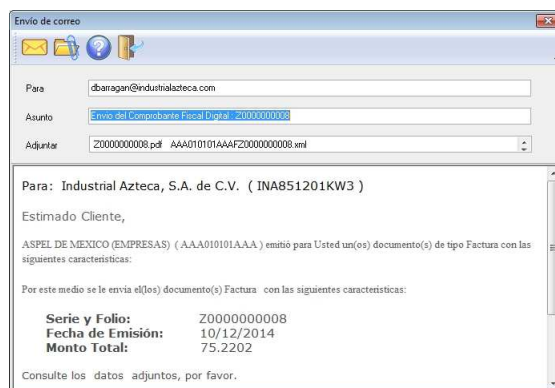 Envío de correo
Para
dbarragan@industrialazteca.com
Asunto
Envio del Comprobante Fiscal Digital : Z0000000008
Adjuntar
Z0000000008.pdf AAA010101AAAFZ0000000008.xml
Para: Industrial Azteca, S.A. de C.V. ( INA851201KW3 )
Estimado Cliente,
ASPEL DE MEXICO (EMPRESAS) ( AAA010101AAA ) emitió para Usted un(os) documento(s) de tipo Factura con las
siguientes caracteristicas:
Por este medio se le envia el(los) documento(s) Factura con las siguientes caracteristicas:
Serie y Folio: Z0000000008
Fecha de Emisión: 10/12/2014
Monto Total: 75.2202
Consulte los datos adjuntos, por favor.